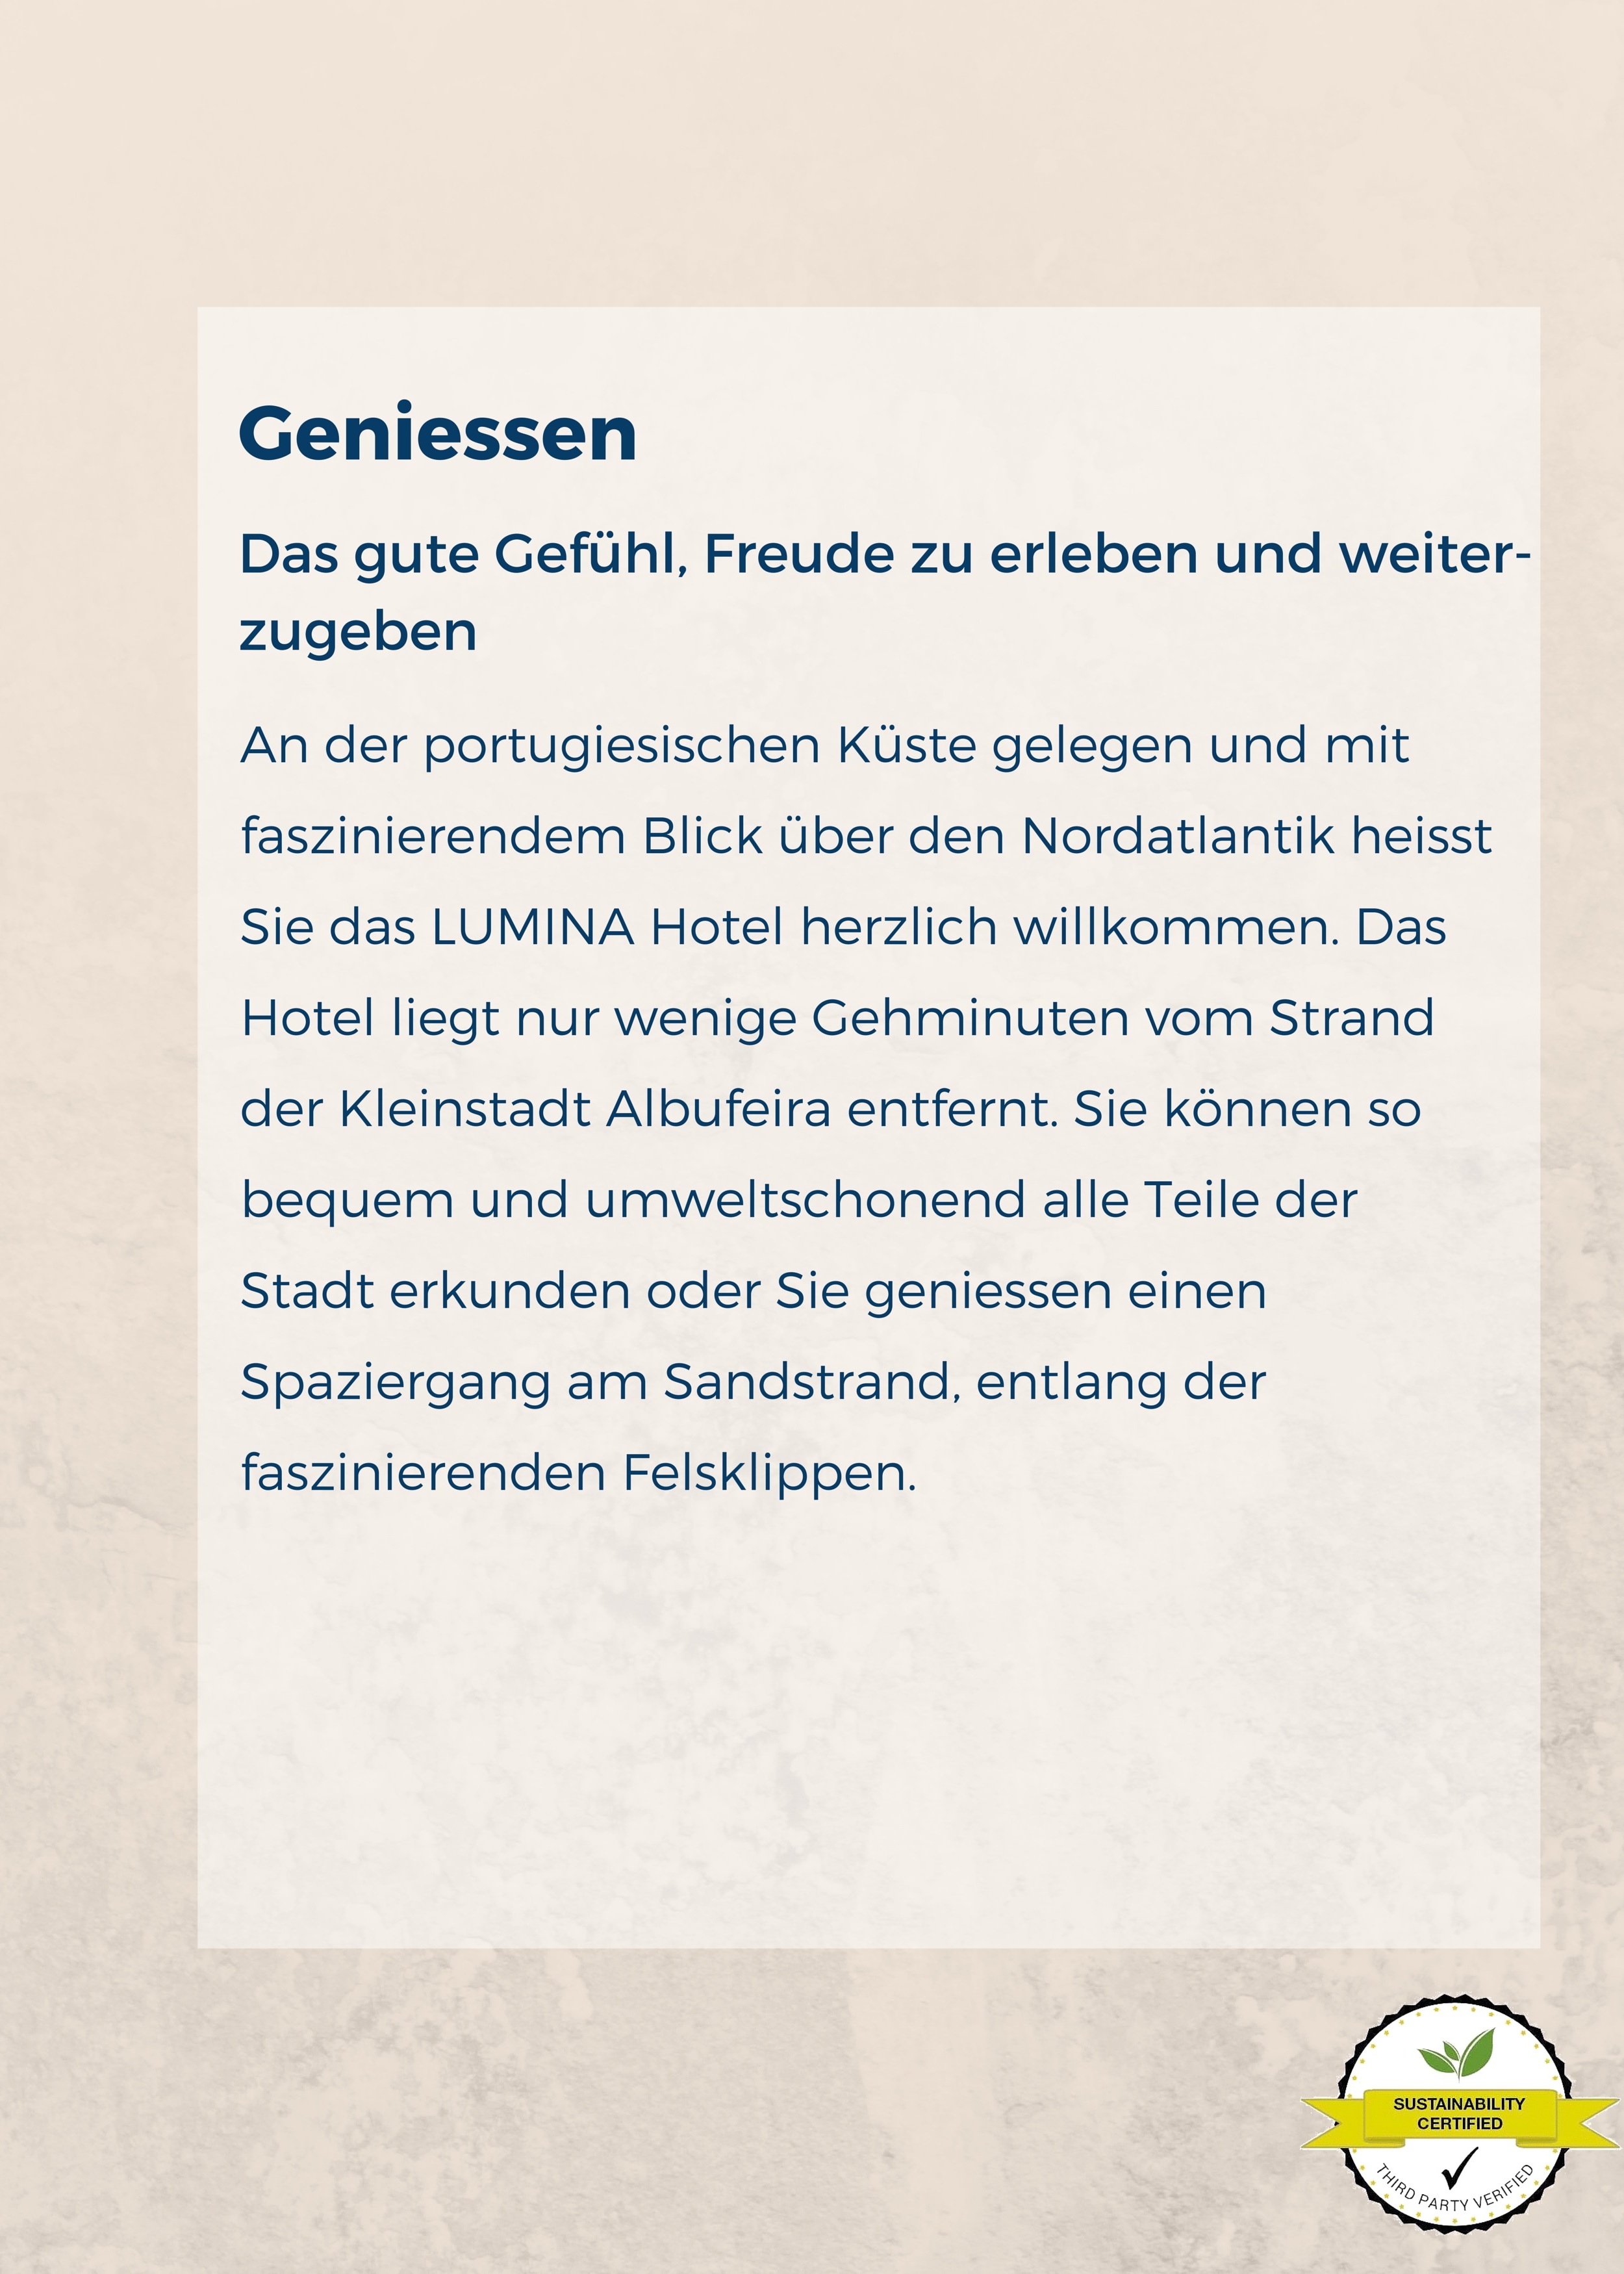 Geniessen
Das gute Gefühl, Freude zu erleben und weiter-
zugeben
An der portugiesischen Küste gelegen und mit
faszinierendem Blick über den Nordatlantik heisst
Sie das LUMINA Hotel herzlich willkommen. Das
Hotel liegt nur wenige Gehminuten vom Strand
der Kleinstadt Albufeira entfernt. Sie können so
bequem und umweltschonend alle Teile der
Stadt erkunden oder Sie geniessen einen
Spaziergang am Sandstrand, entlang der
faszinierenden Felsklippen.
SUSTAINABILITY
CERTIFIED
THIRD PARTY VERIFIED